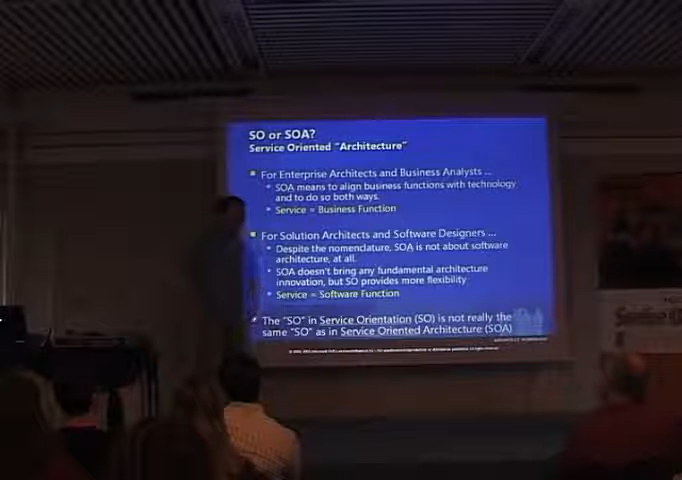 SO or SOA?
Service Oriented "Architecture"
For Enterprise Architects and Business Analysts ...
SOA means to align business functions with technology
and to do so both ways.
Service = Business Function
For Solution Architects and Software Designers ...
Despite the nomenclature, SOA is not about software
architecture, at all.
SOA doesn't bring any fundamental architecture
innovation, but SO provides more flexibility
Service = Software Function
The "SO" in Service Orientation (SO) is not really the
same "SO" as in Service Oriented Architecture (SOA)